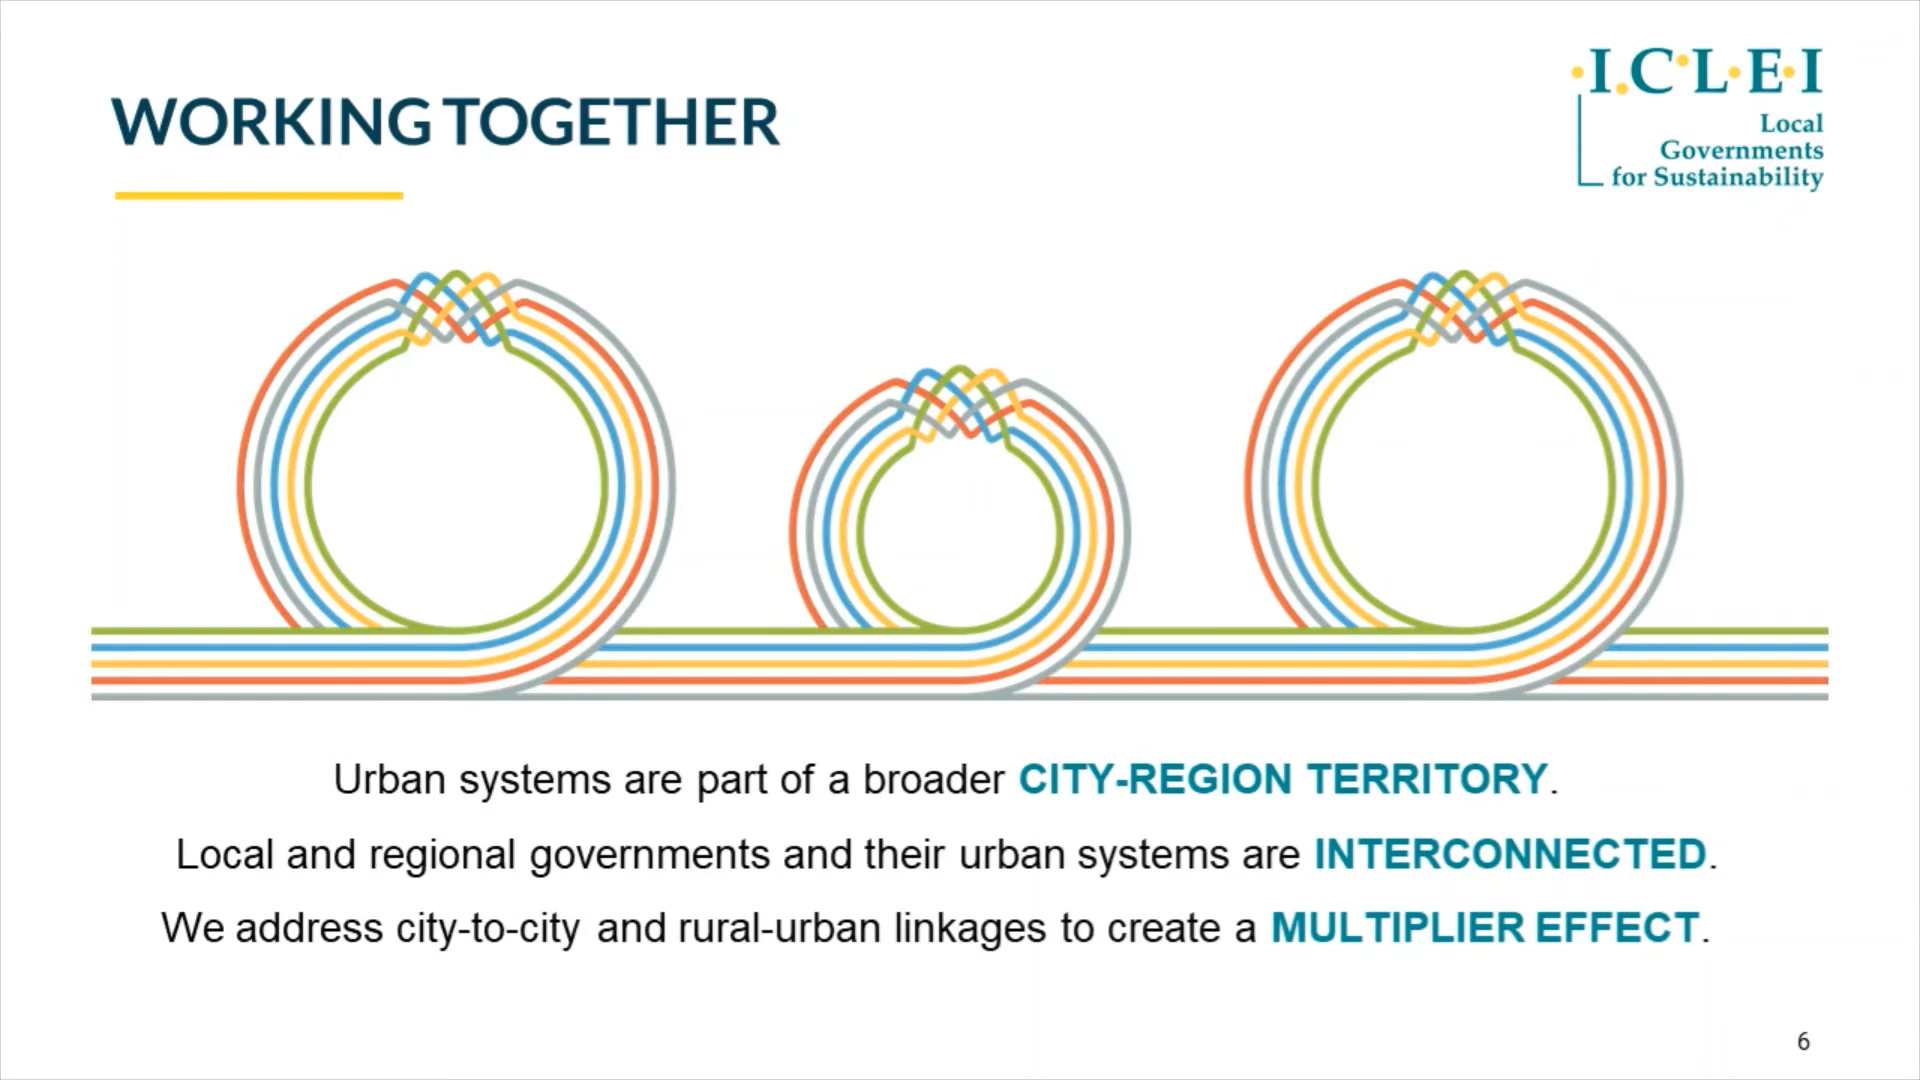 WORKING TOGETHER
I.C.L.E.I
Local
Governments
for Sustainability
Urban systems are part of a broader CITY-REGION TERRITORY.
Local and regional governments and their urban systems are INTERCONNECTED.
We address city-to-city and rural-urban linkages to create a MULTIPLIER EFFECT.
6